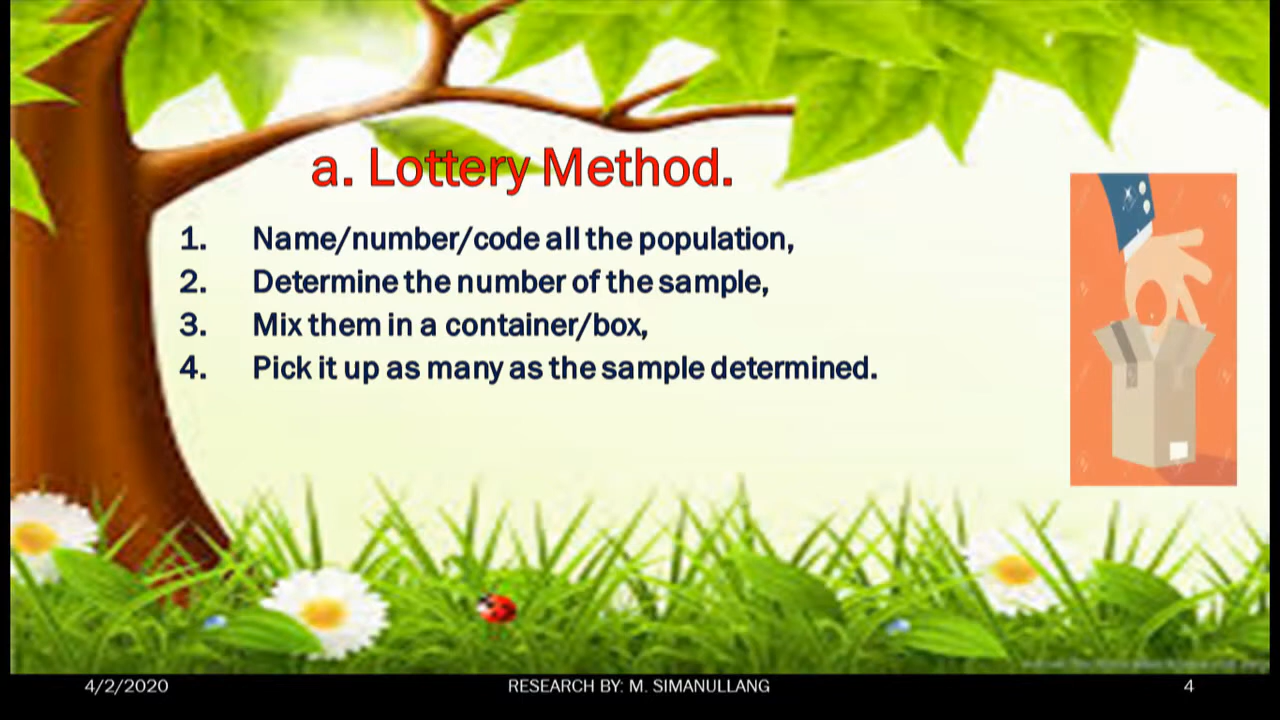 a. Lottery Method.
1. Name/number/code all the population,
2. Determine the number of the sample,
3. Mix them in a container/box,
4. Pick it up as many as the sample determined.
4/2/2020
RESEARCH BY: M. SIMANULLANG
4